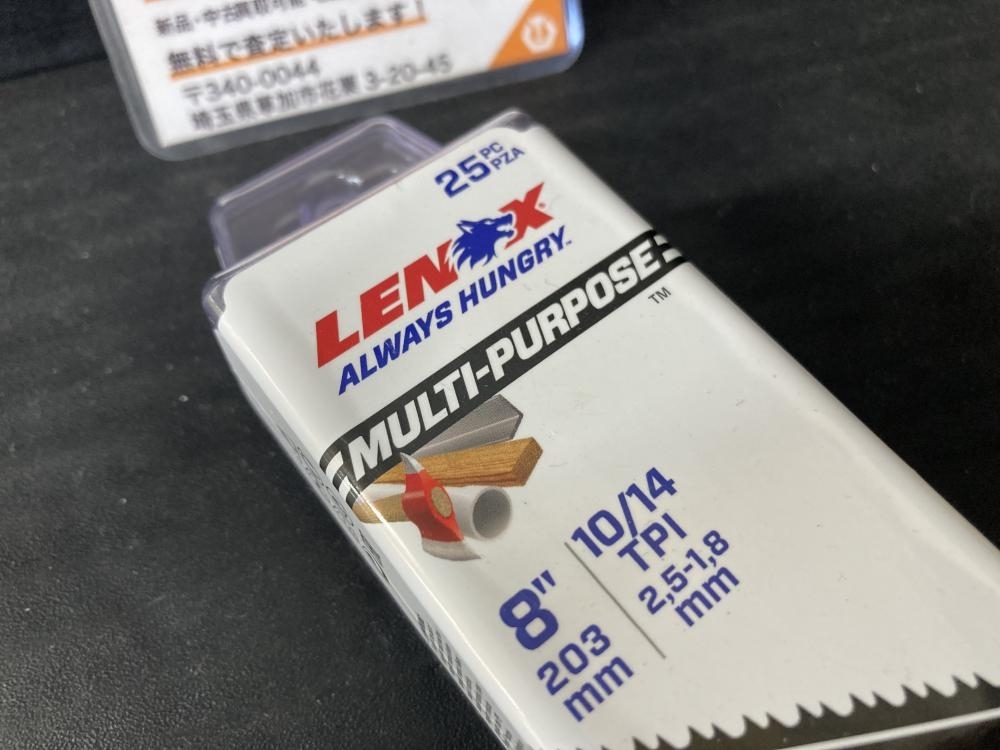 新品・中古買取可能
無料で査定いたします！
〒340-0044
埼玉県草加市花栗 3-20-45
25 PC
PZA
LENOX
ALWAYS HUNGRY™
MULTI-PURPOSE
TM
10/14
TPI
2,5-1,8
mm
8"
203
mm